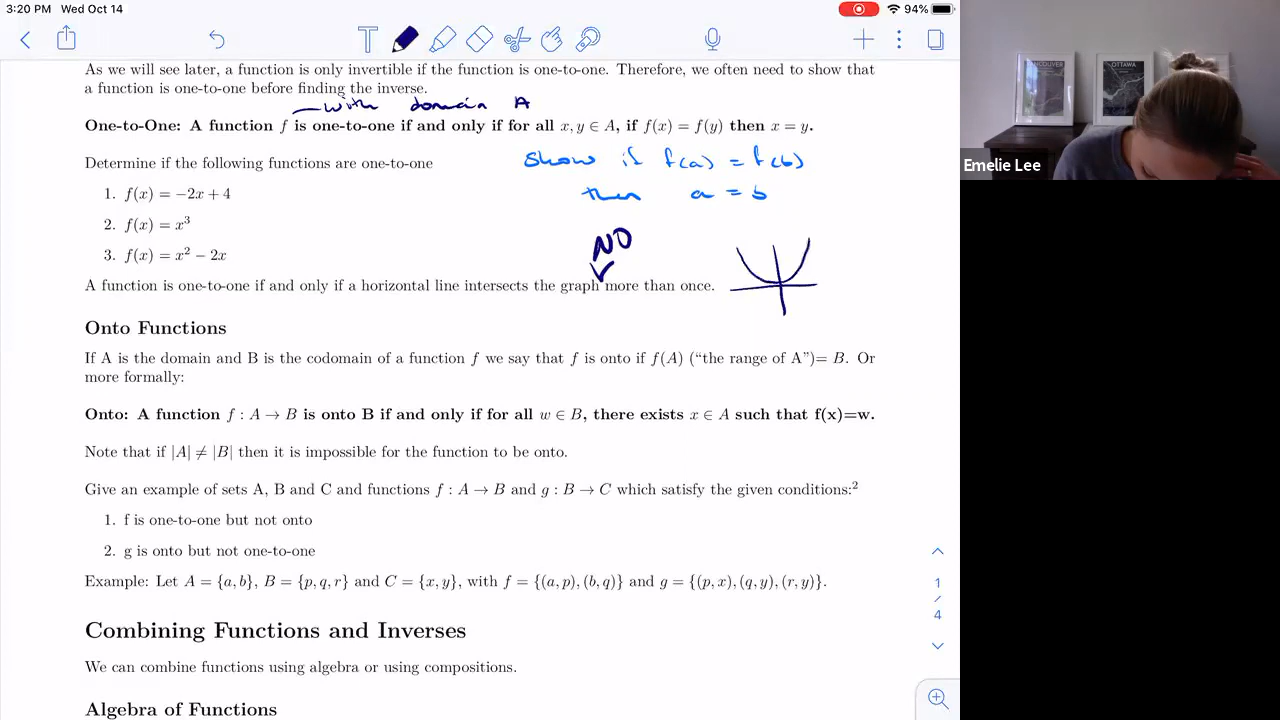 3:20 PM Wed Oct 14
94%
As we will see later, a function is only invertible if the function is one-to-one. Therefore, we often need to show that
a function is one-to-one before finding the inverse.
with domain A
One-to-One: A function f is one-to-one if and only if for all x, y ∈ A, if f(x) = f(y) then x = y.
Determine if the following functions are one-to-one
show if f(a) = f(b)
then a = b
1. f(x) = −2x + 4
2. f(x) = x³
3. f(x) = x² − 2x
NO
A function is one-to-one if and only if a horizontal line intersects the graph more than once.
Onto Functions
If A is the domain and B is the codomain of a function f we say that f is onto if f(A) (“the range of A”)= B. Or
more formally:
Onto: A function f : A → B is onto B if and only if for all w ∈ B, there exists x ∈ A such that f(x)=w.
Note that if |A| ≠ |B| then it is impossible for the function to be onto.
Give an example of sets A, B and C and functions f : A → B and g : B → C which satisfy the given conditions:²
1. f is one-to-one but not onto
2. g is onto but not one-to-one
Example: Let A = {a, b}, B = {p, q, r} and C = {x, y}, with f = {(a, p), (b, q)} and g = {(p, x), (q, y), (r, y)}.
Combining Functions and Inverses
We can combine functions using algebra or using compositions.
Algebra of Functions
1
/
4
VANCOUVER
OTTAWA
Emelie Lee